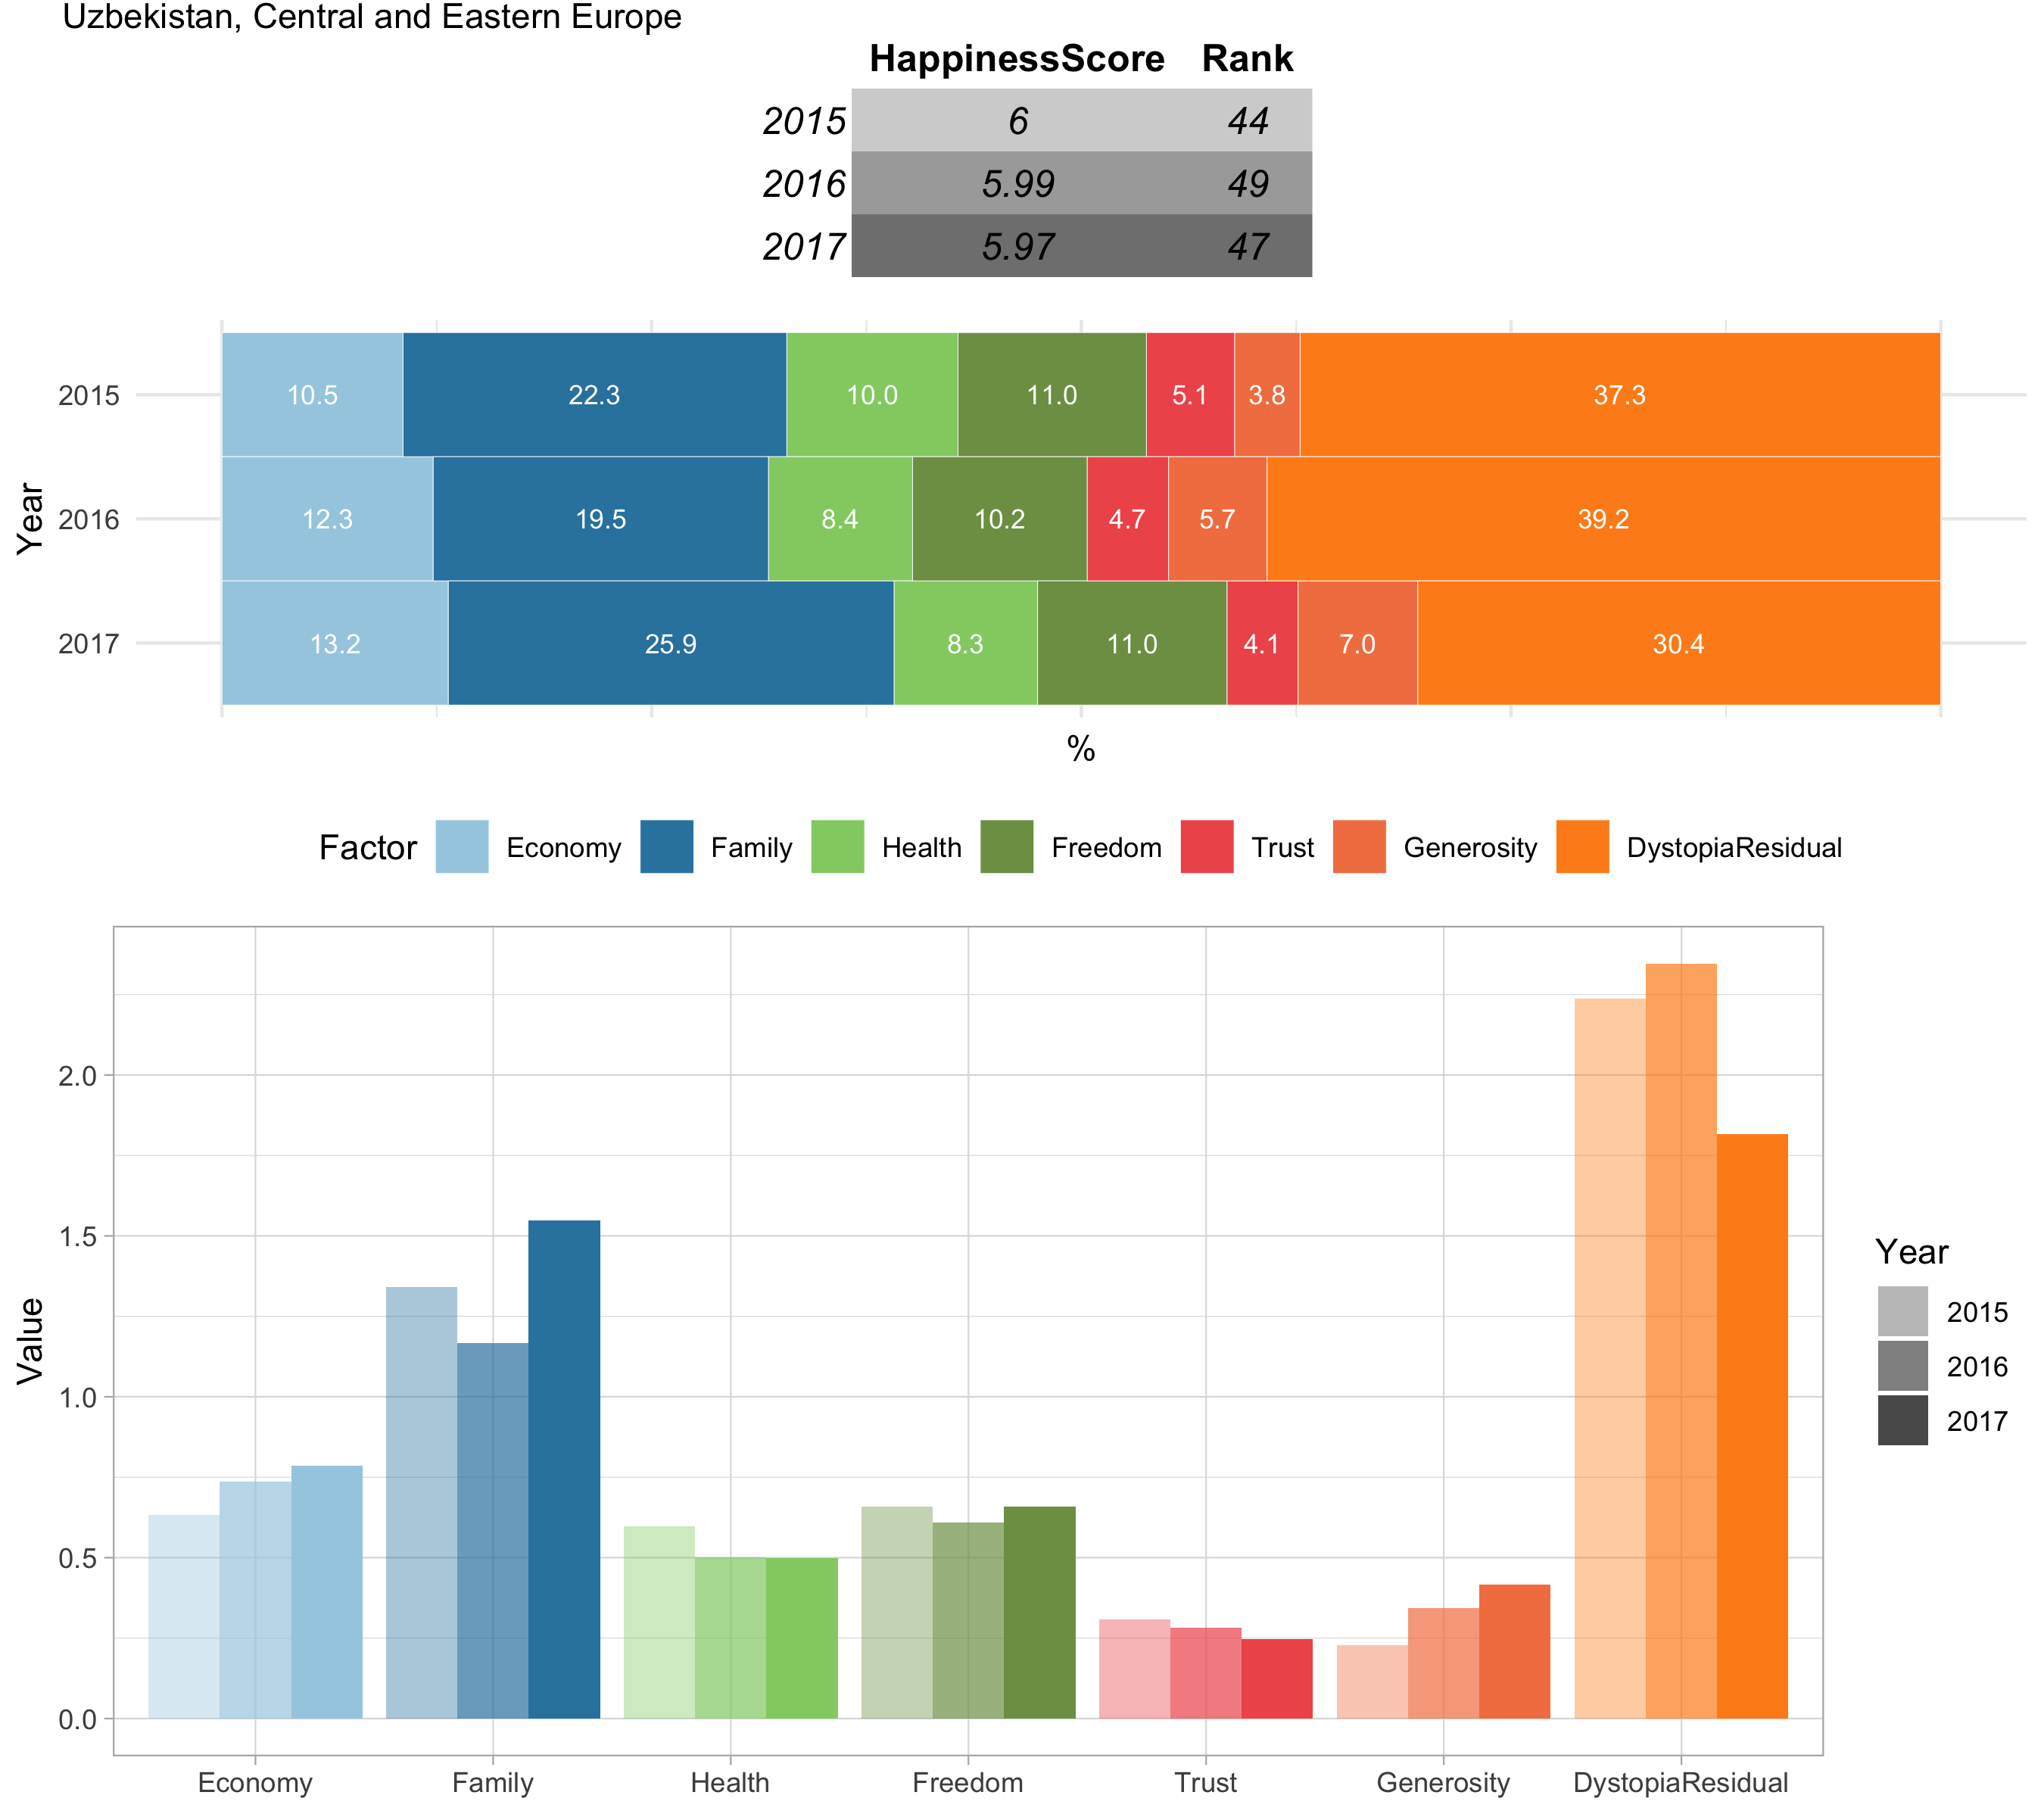 Uzbekistan, Central and Eastern Europe
HappinessScore Rank
2015 6 44
2016 5.99 49
2017 5.97 47
Year
2015 10.5 22.3 10.0 11.0 5.1 3.8 37.3
2016 12.3 19.5 8.4 10.2 4.7 5.7 39.2
2017 13.2 25.9 8.3 11.0 4.1 7.0 30.4
%
Factor Economy Family Health Freedom Trust Generosity DystopiaResidual
Value
2.0
1.5
1.0
0.5
0.0
Economy Family Health Freedom Trust Generosity DystopiaResidual
Year
2015
2016
2017